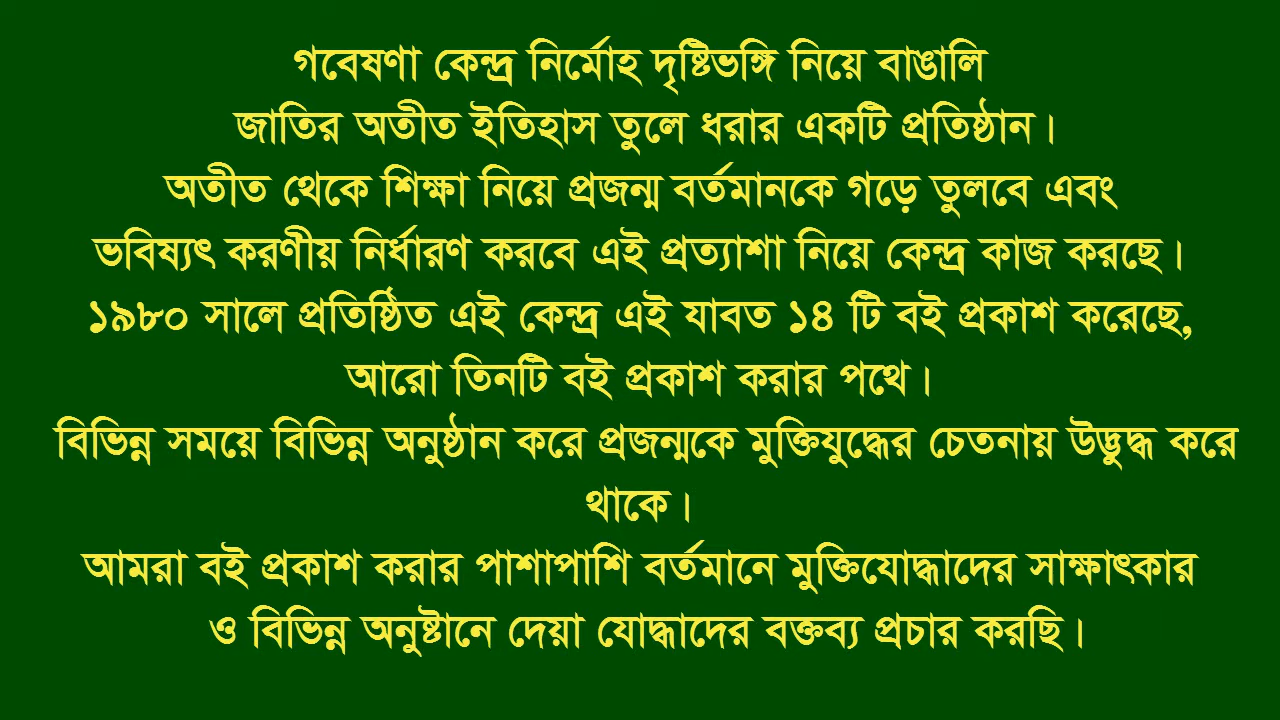 গবেষণা কেন্দ্র নির্মোহ দৃষ্টিভঙ্গি নিয়ে বাঙালি
জাতির অতীত ইতিহাস তুলে ধরার একটি প্রতিষ্ঠান।
অতীত থেকে শিক্ষা নিয়ে প্রজন্ম বর্তমানকে গড়ে তুলবে এবং
ভবিষ্যৎ করণীয় নির্ধারণ করবে এই প্রত্যাশা নিয়ে কেন্দ্র কাজ করছে।
১৯৮০ সালে প্রতিষ্ঠিত এই কেন্দ্র এই যাবত ১৪ টি বই প্রকাশ করেছে,
আরো তিনটি বই প্রকাশ করার পথে।
বিভিন্ন সময়ে বিভিন্ন অনুষ্ঠান করে প্রজন্মকে মুক্তিযুদ্ধের চেতনায় উদ্ভুদ্ধ করে
থাকে।
আমরা বই প্রকাশ করার পাশাপাশি বর্তমানে মুক্তিযোদ্ধাদের সাক্ষাৎকার
ও বিভিন্ন অনুষ্টানে দেয়া যোদ্ধাদের বক্তব্য প্রচার করছি।